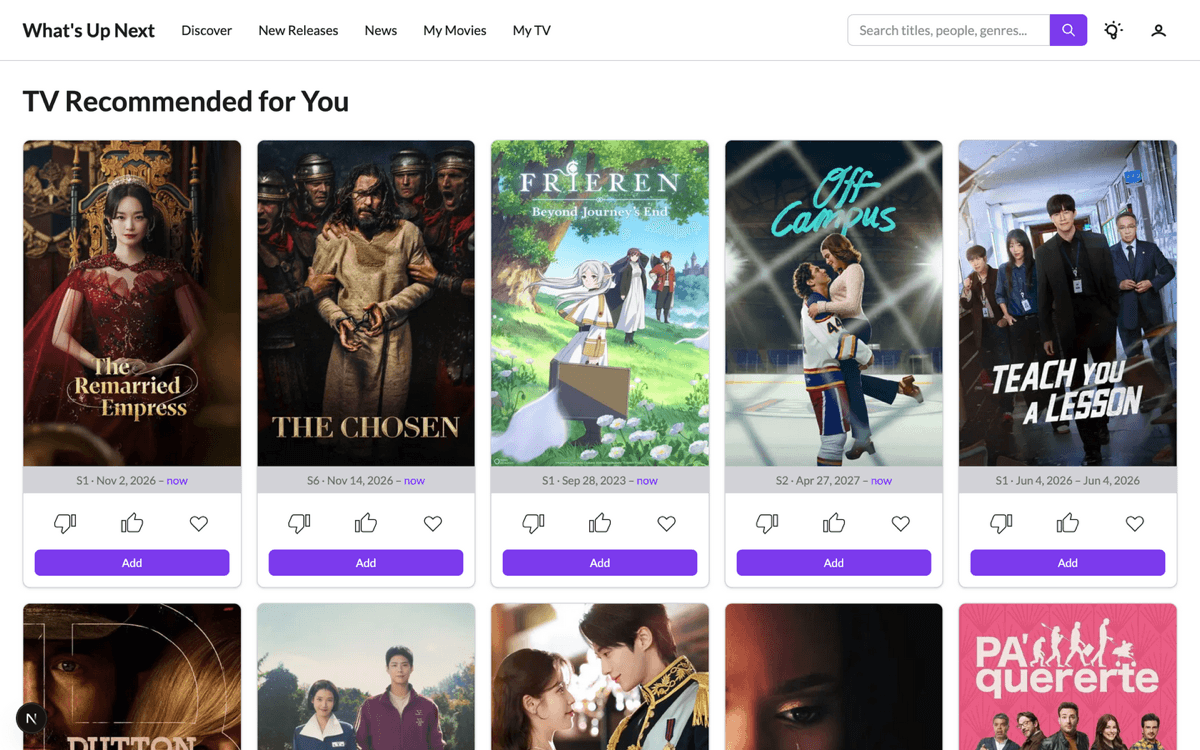 What's Up Next
Discover
New Releases
News
My Movies
My TV
Search titles, people, genres...
TV Recommended for You
The
Remarried
Empress
S1 · Nov 2, 2026 – now
Add
THE CHOSEN
S6 · Nov 14, 2026 – now
Add
FRIEREN
Beyond Journey's End
S1 · Sep 28, 2023 – now
Add
Off
Campus
44
S2 · Apr 27, 2027 – now
Add
TEACH YOU
A LESSON
S1 · Jun 4, 2026 – Jun 4, 2026
Add
DUTTON
PA'
quererte
N